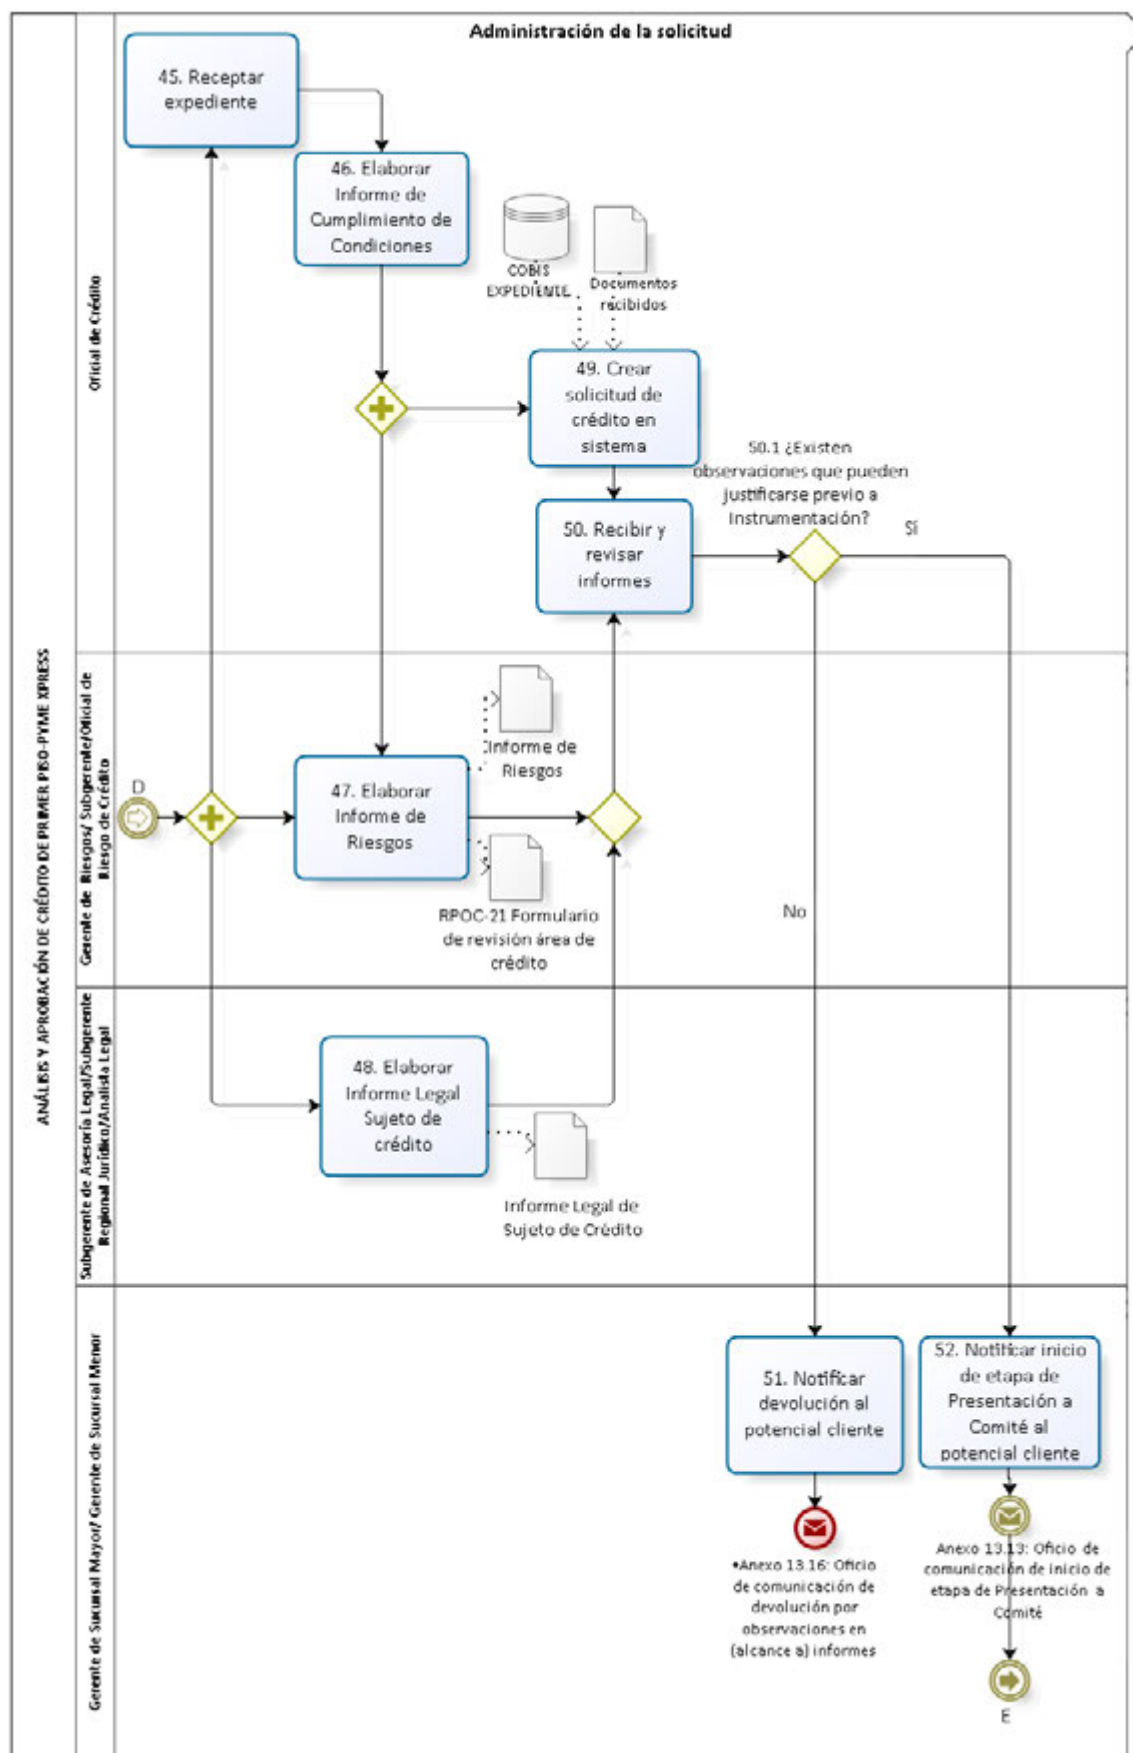 Administración de la solicitud
ANÁLISIS Y APROBACIÓN DE CRÉDITO DE PRIMER PISO-PYME XPRESS
Oficial de Crédito
45. Receptar
expediente
46. Elaborar
Informe de
Cumplimiento de
Condiciones
COBIS
EXPEDIENTE
Documentos
recibidos
49. Crear
solicitud de
crédito en
sistema
50.1 ¿Existen
observaciones que pueden
justificarse previo a
Instrumentación?
50. Recibir y
revisar
informes
Sí
Gerente de Riesgos/ Subgerente/Oficial de
Riesgo de Crédito
D
47. Elaborar
Informe de
Riesgos
Informe de
Riesgos
RPOC-21 Formulario
de revisión área de
crédito
No
Subgerente de Asesoría Legal/Subgerente
Regional Jurídico/Analista Legal
48. Elaborar
Informe Legal
Sujeto de
crédito
Informe Legal de
Sujeto de Crédito
Gerente de Sucursal Mayor/ Gerente de Sucursal Menor
51. Notificar
devolución al
potencial cliente
52. Notificar inicio
de etapa de
Presentación a
Comité al
potencial cliente
•Anexo 13.16: Oficio
de comunicación de
devolución por
observaciones en
(alcance a) informes
Anexo 13.13: Oficio de
comunicación de inicio de
etapa de Presentación a
Comité
E